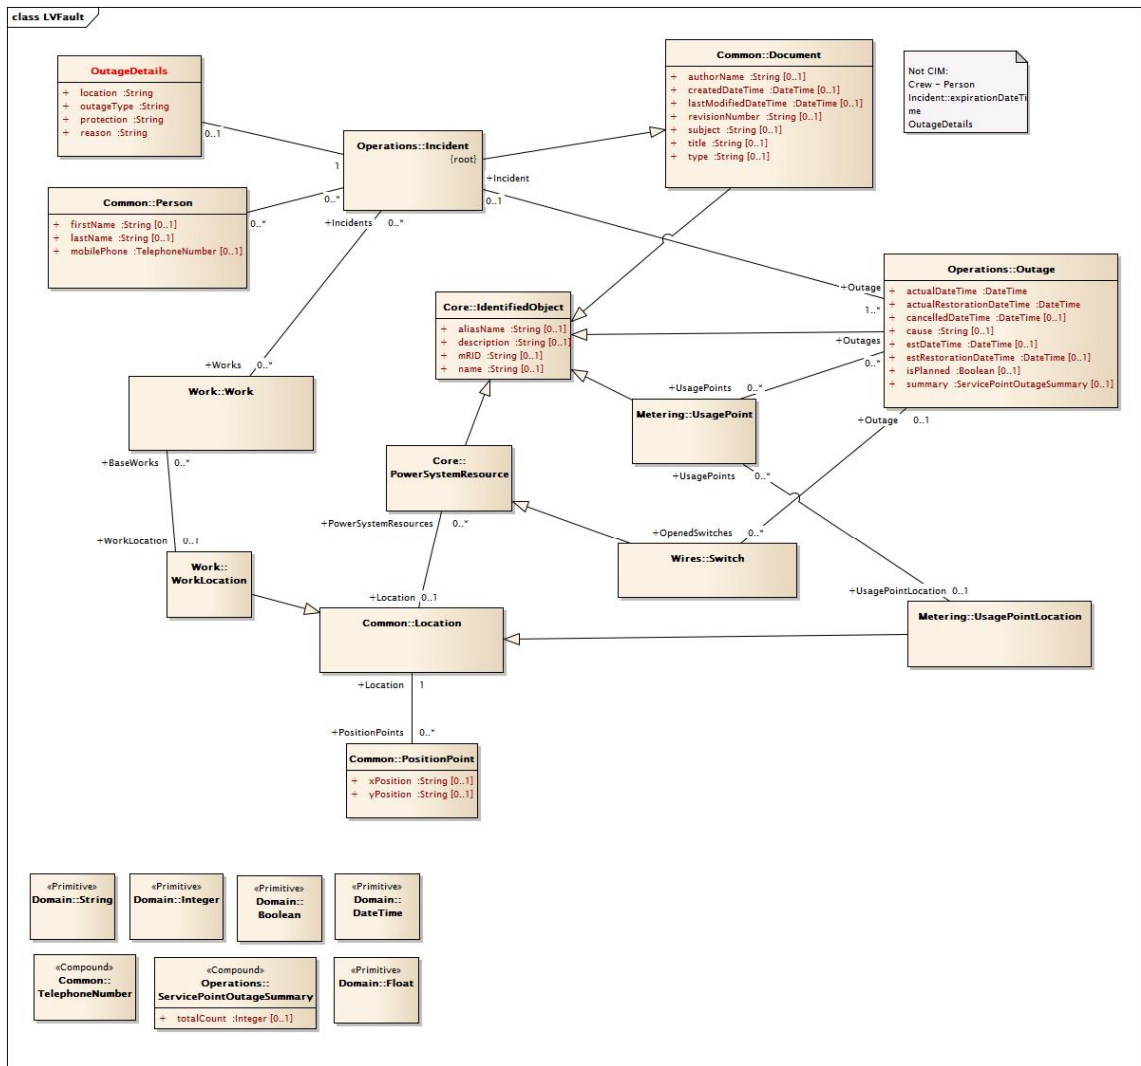 class LVFault
OutageDetails
+ location :String
+ outageType :String
+ protection :String
+ reason :String
0..1
1
Operations::Incident
{root}
Common::Document
+ authorName :String [0..1]
+ createdDateTime :DateTime [0..1]
+ lastModifiedDateTime :DateTime [0..1]
+ revisionNumber :String [0..1]
+ subject :String [0..1]
+ title :String [0..1]
+ type :String [0..1]
Not CIM:
Crew - Person
Incident::expirationDateTi
me
OutageDetails
Common::Person
+ firstName :String [0..1]
+ lastName :String [0..1]
+ mobilePhone :TelephoneNumber [0..1]
0..*
0..*
+Incidents 0..*
+Incident
0..1
+Outage
1..*
Operations::Outage
+ actualDateTime :DateTime
+ actualRestorationDateTime :DateTime
+ cancelledDateTime :DateTime [0..1]
+ cause :String [0..1]
+ estDateTime :DateTime [0..1]
+ estRestorationDateTime :DateTime [0..1]
+ isPlanned :Boolean [0..1]
+ summary :ServicePointOutageSummary [0..1]
Core::IdentifiedObject
+ aliasName :String [0..1]
+ description :String [0..1]
+ mRID :String [0..1]
+ name :String [0..1]
+Outages
0..*
+Works 0..*
Work::Work
+UsagePoints 0..*
Metering::UsagePoint
+Outage 0..1
+BaseWorks 0..*
Core::
PowerSystemResource
+UsagePoints 0..*
+PowerSystemResources 0..*
+OpenedSwitches 0..*
+WorkLocation 0..1
Work::
WorkLocation
Wires::Switch
+Location 0..1
+UsagePointLocation 0..1
Common::Location
Metering::UsagePointLocation
+Location 1
+PositionPoints 0..*
Common::PositionPoint
+ xPosition :String [0..1]
+ yPosition :String [0..1]
«Primitive»
Domain::String
«Primitive»
Domain::Integer
«Primitive»
Domain::
Boolean
«Primitive»
Domain::
DateTime
«Compound»
Common::
TelephoneNumber
«Compound»
Operations::
ServicePointOutageSummary
+ totalCount :Integer [0..1]
«Primitive»
Domain::Float